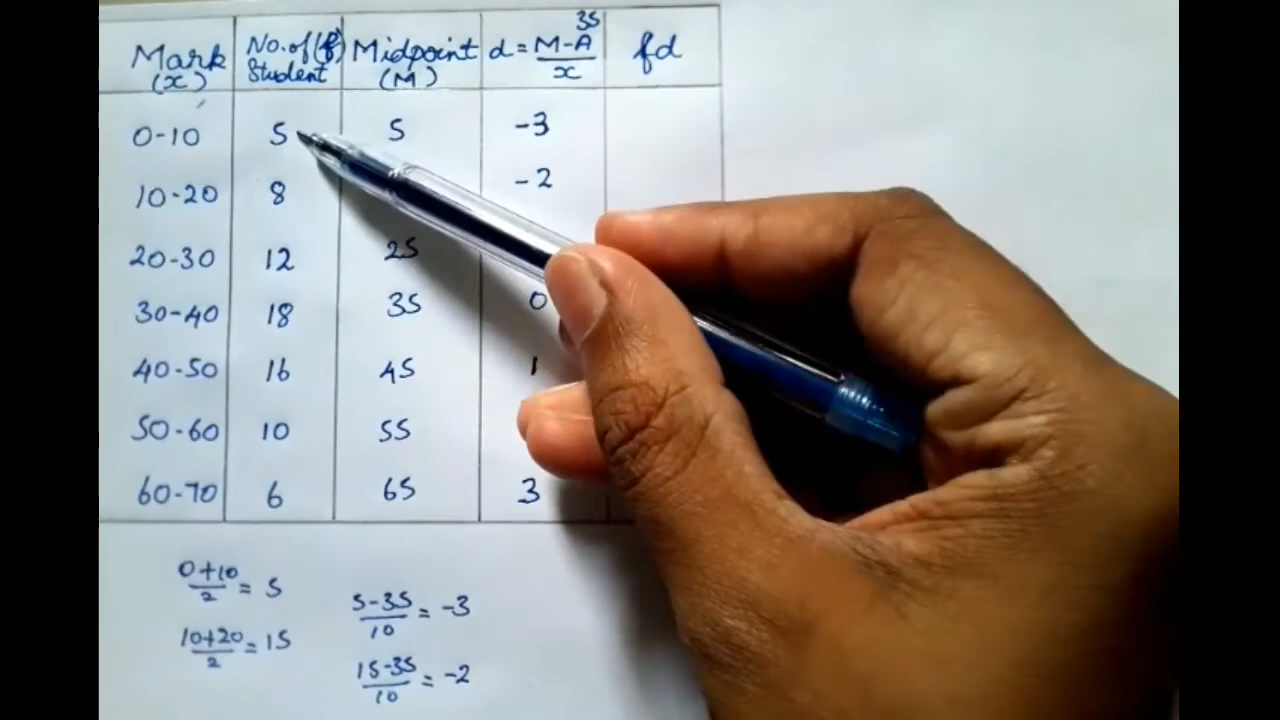 Mark (x) No. of (f) Student Midpoint (M) d = M-A/x 35 fd
0-10 5 5 -3
10-20 8 -2
20-30 12 25
30-40 18 35 0
40-50 16 45 1
50-60 10 55
60-70 6 65 3
0+10/2 = 5
10+20/2 = 15
5-35/10 = -3
15-35/10 = -2